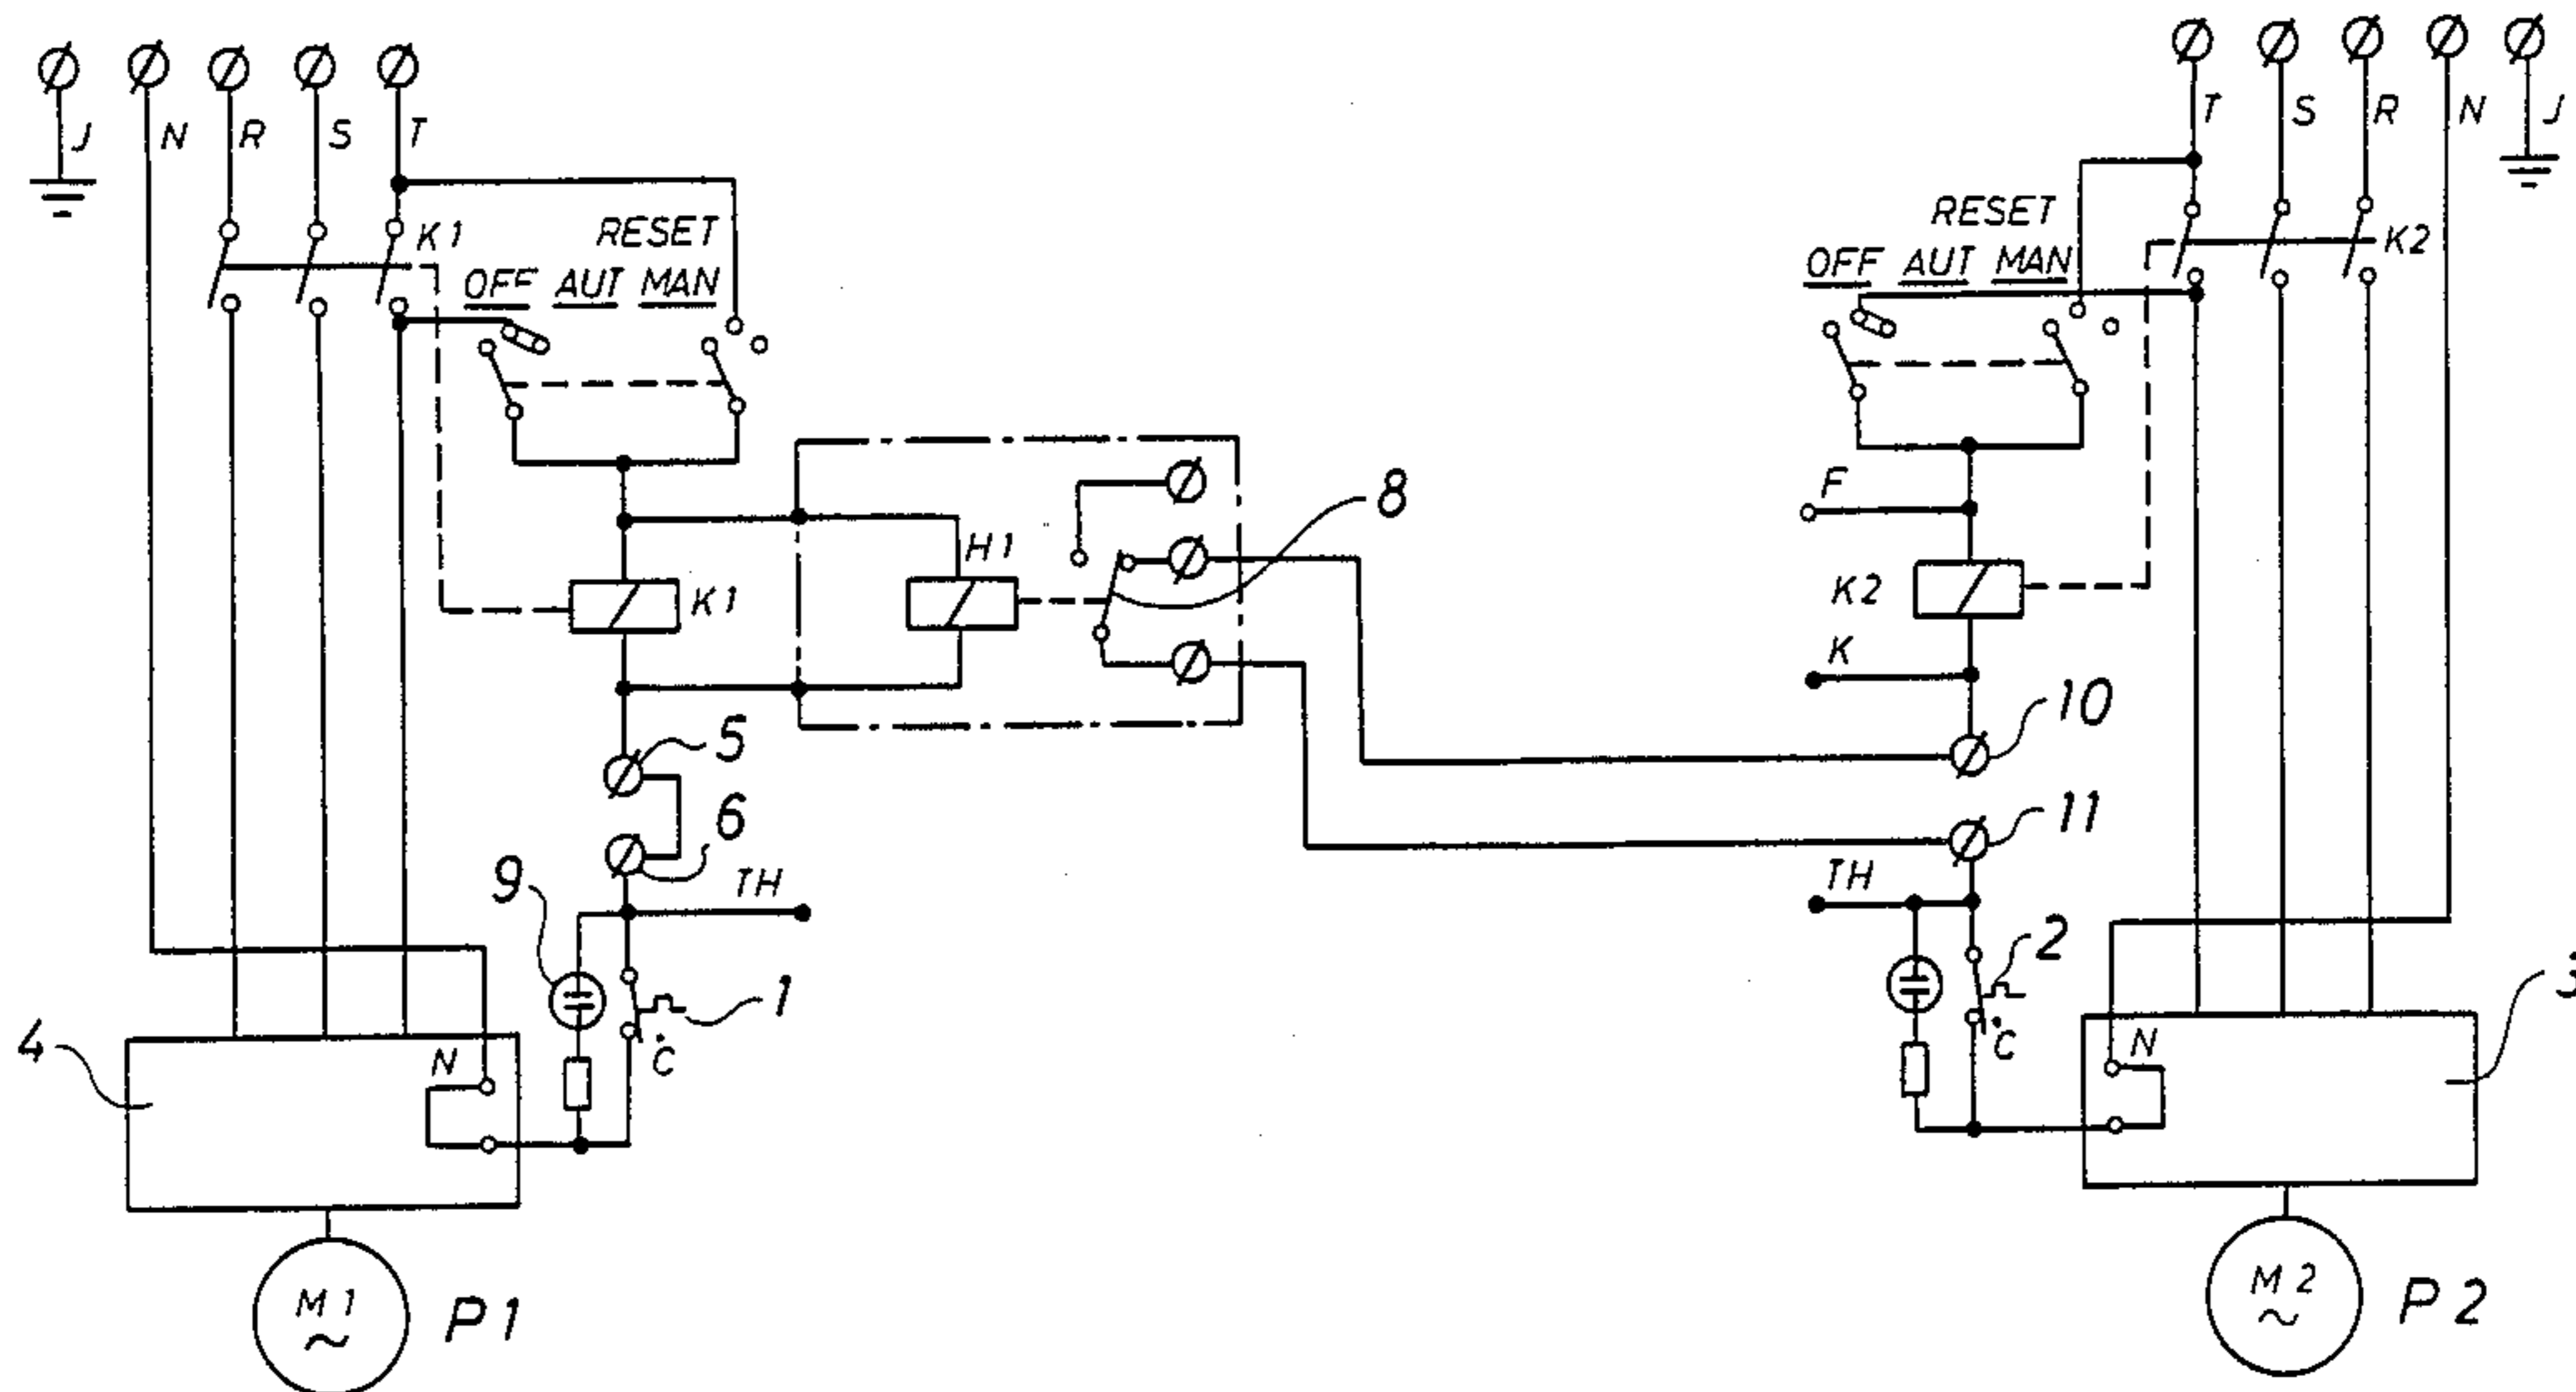 J N R S T
T S R N J
K1
RESET
OFF AUT MAN
RESET
OFF AUT MAN
K2
8
F
H1
K1
K2
K
5
10
6
11
TH
TH
9
1
2
3
4
N
°C
°C
N
M1
~
P1
M2
~
P2